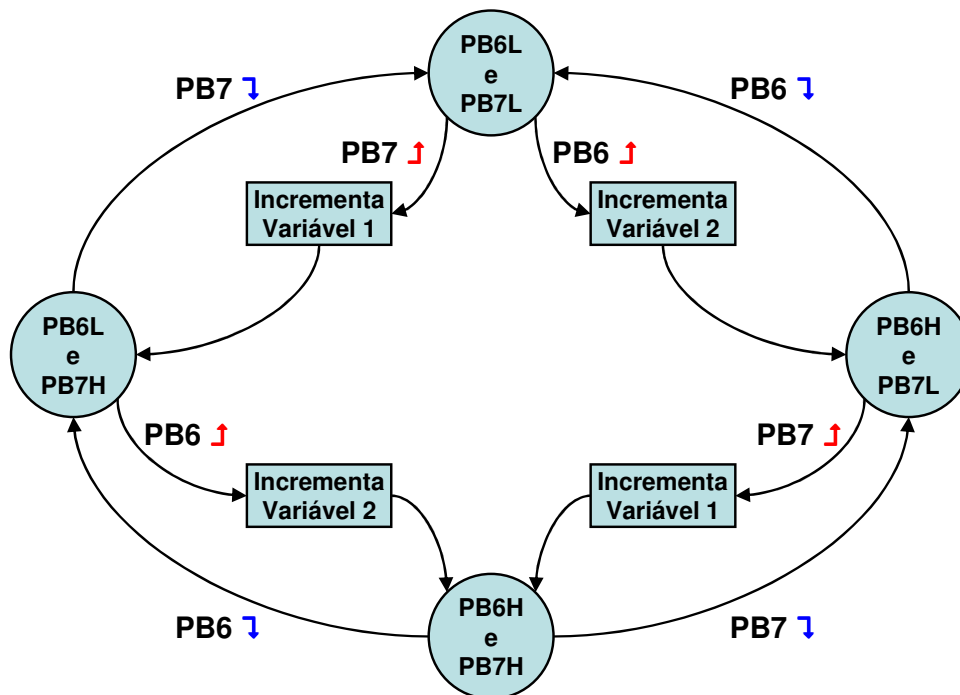 PB6L
e
PB7L
PB7
PB6
PB7
PB6
Incrementa
Variável 1
Incrementa
Variável 2
PB6L
e
PB7H
PB6H
e
PB7L
PB6
PB7
Incrementa
Variável 2
Incrementa
Variável 1
PB6H
e
PB7H
PB6
PB7